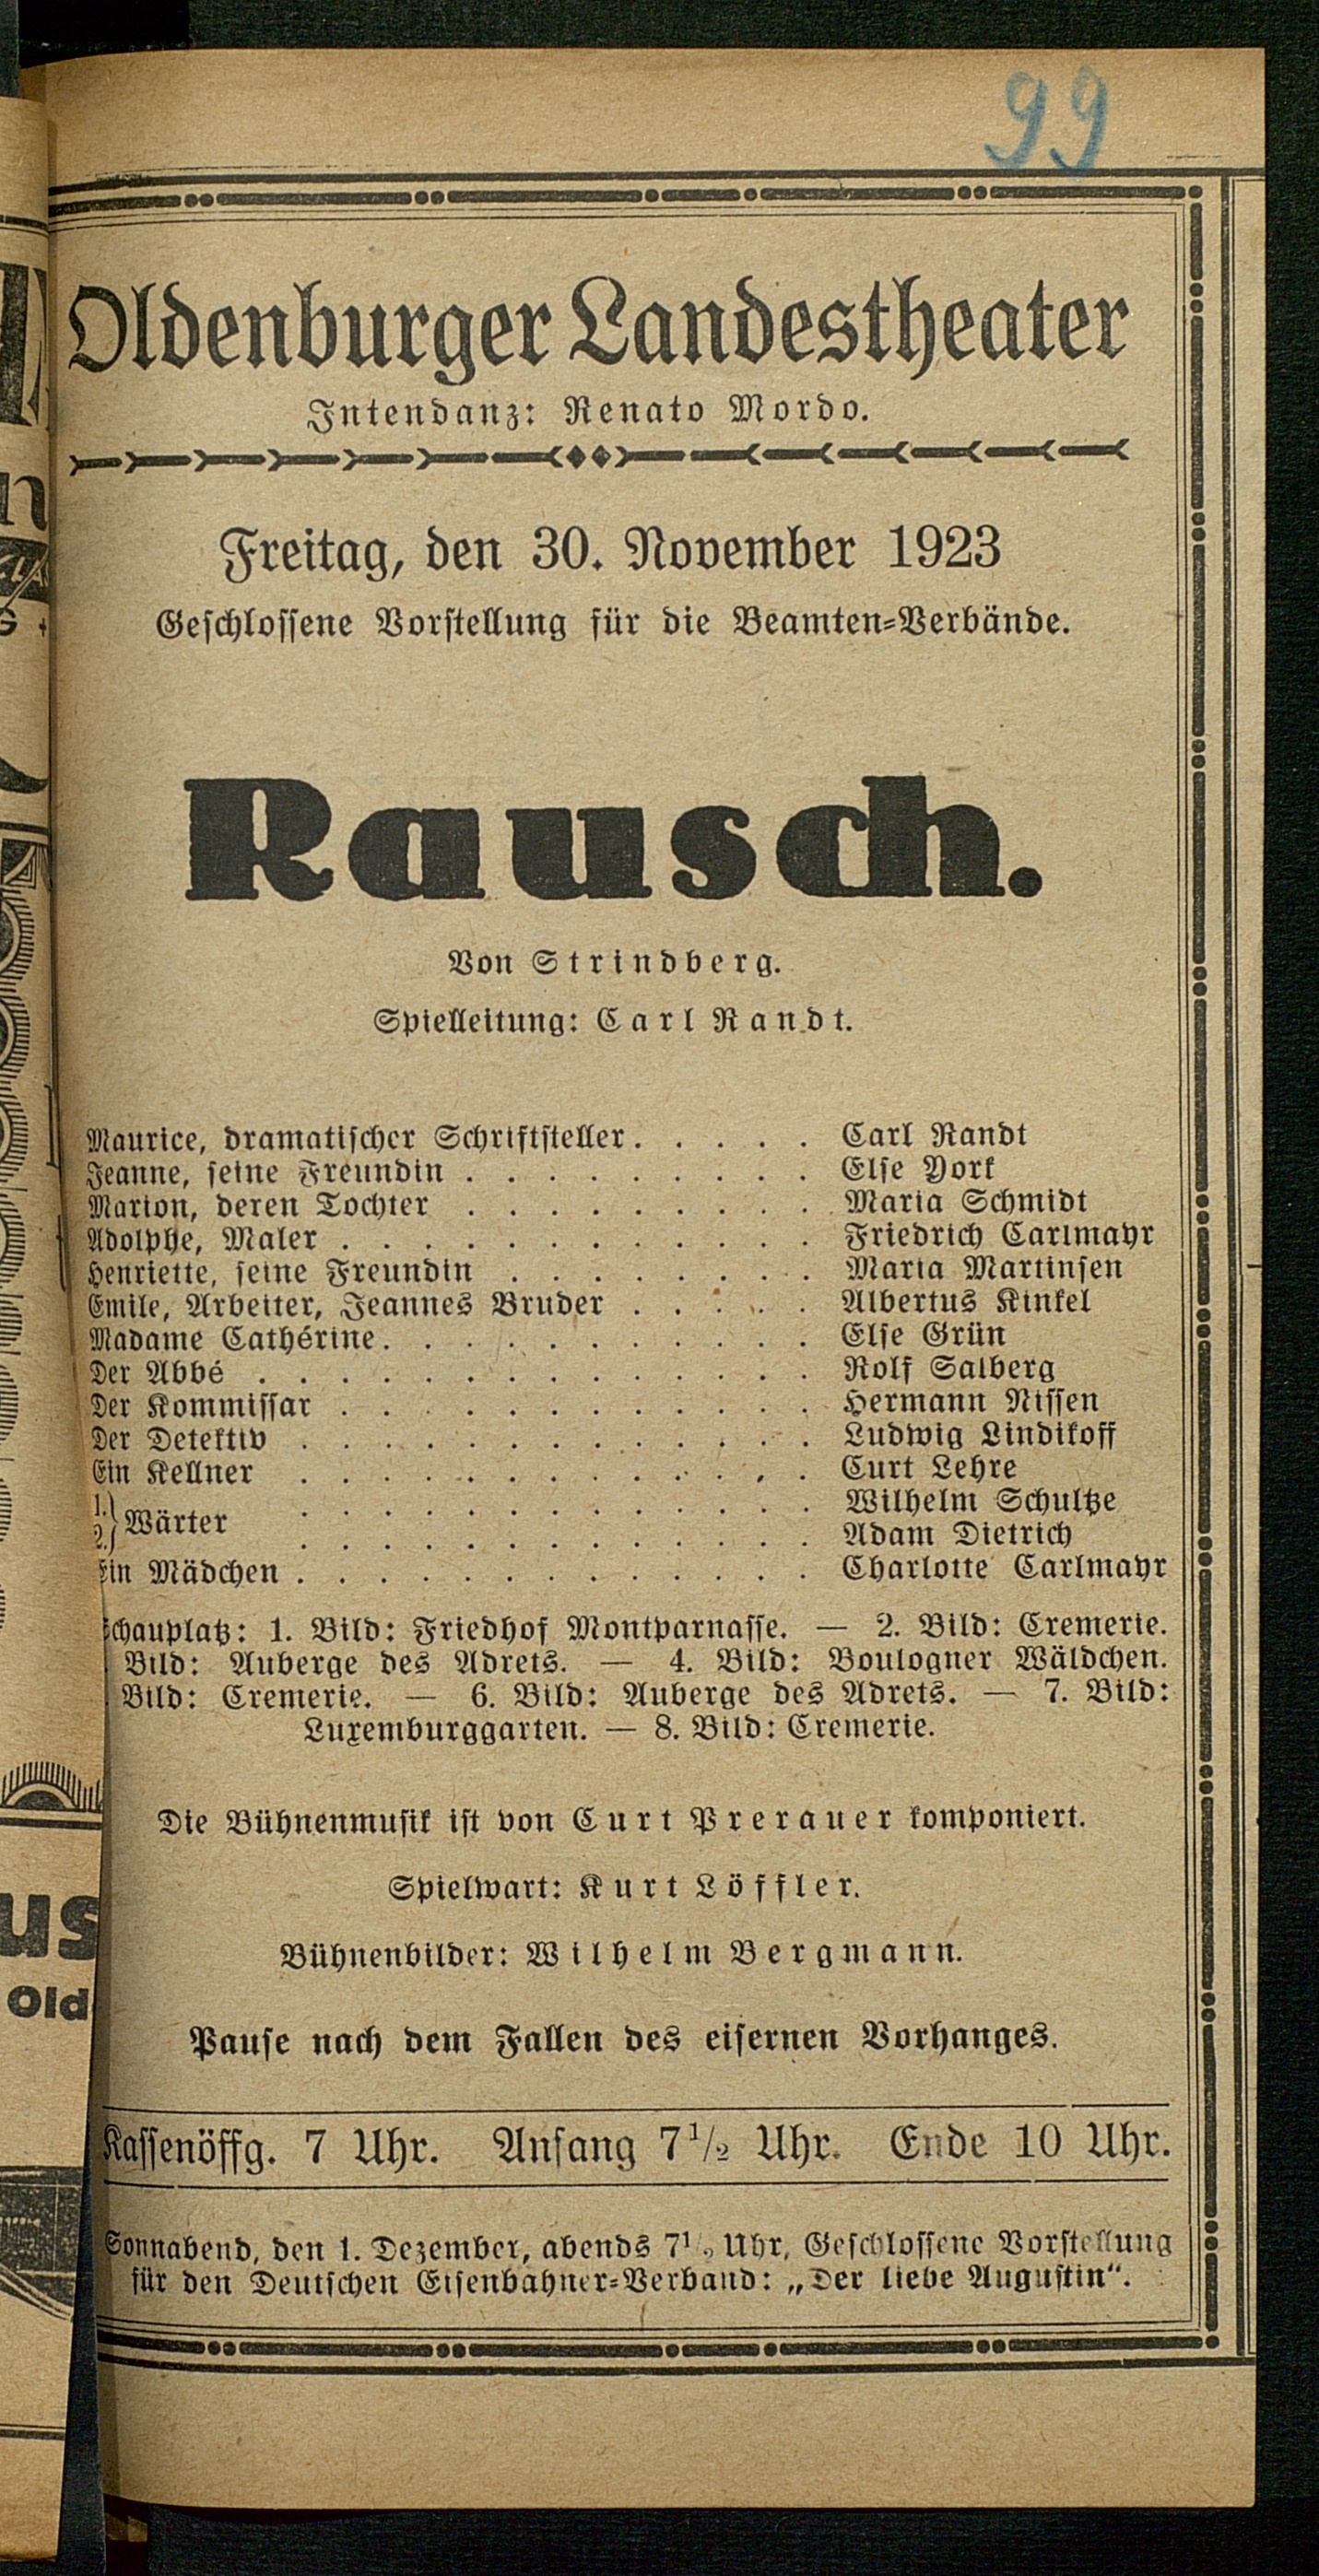 99
Oldenburger Landestheater
Intendanz: Renato Mordo.
Freitag, den 30. November 1923
Geschlossene Vorstellung für die Beamten-Verbände.
Rausch.
Von Strindberg.
Spielleitung: Carl Randt.
Maurice, dramatischer Schriftsteller . . . . . Carl Randt
Jeanne, seine Freundin . . . . . . . . . Else York
Marion, deren Tochter . . . . . . . . . Maria Schmidt
Adolphe, Maler . . . . . . . . . . . . Friedrich Carlmayr
Henriette, seine Freundin . . . . . . . . Maria Martinsen
Emile, Arbeiter, Jeannes Bruder . . . . . Albertus Kinkel
Madame Cathérine . . . . . . . . . . . Else Grün
Der Abbé . . . . . . . . . . . . . . Rolf Salberg
Der Kommissar . . . . . . . . . . . . Hermann Nissen
Der Detektiv . . . . . . . . . . . . . Ludwig Lindikoff
Ein Kellner . . . . . . . . . . . . . Curt Lehre
1.} Wärter . . . . . . . . . . . . . Wilhelm Schultze
2.} . . . . . . . . . . . . . Adam Dietrich
Ein Mädchen . . . . . . . . . . . . . Charlotte Carlmayr
Schauplatz: 1. Bild: Friedhof Montparnasse. — 2. Bild: Cremerie.
Bild: Auberge des Adrets. — 4. Bild: Boulogner Wäldchen.
Bild: Cremerie. — 6. Bild: Auberge des Adrets. — 7. Bild:
Luxemburggarten. — 8. Bild: Cremerie.
Die Bühnenmusik ist von Curt Prerauer komponiert.
Spielwart: Kurt Löffler.
Bühnenbilder: Wilhelm Bergmann.
Pause nach dem Fallen des eisernen Vorhanges.
Kassenöffg. 7 Uhr. Anfang 7½ Uhr. Ende 10 Uhr.
Sonnabend, den 1. Dezember, abends 7½ Uhr, Geschlossene Vorstellung
für den Deutschen Eisenbahner-Verband: „Der liebe Augustin“.
us
Old